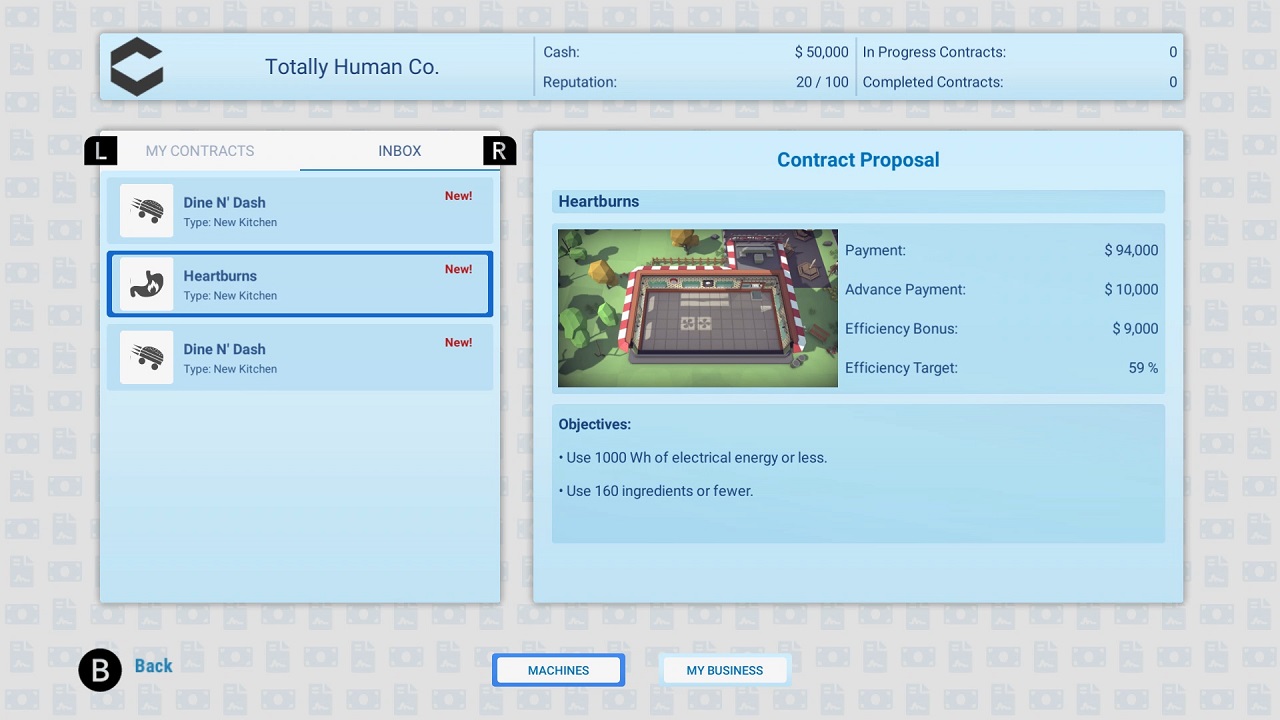 Totally Human Co.
Cash: $ 50,000
Reputation: 20 / 100
In Progress Contracts: 0
Completed Contracts: 0
L MY CONTRACTS INBOX R
Dine N' Dash New!
Type: New Kitchen
Heartburns New!
Type: New Kitchen
Dine N' Dash New!
Type: New Kitchen
Contract Proposal
Heartburns
Payment: $ 94,000
Advance Payment: $ 10,000
Efficiency Bonus: $ 9,000
Efficiency Target: 59 %
Objectives:
• Use 1000 Wh of electrical energy or less.
• Use 160 ingredients or fewer.
B Back
MACHINES
MY BUSINESS